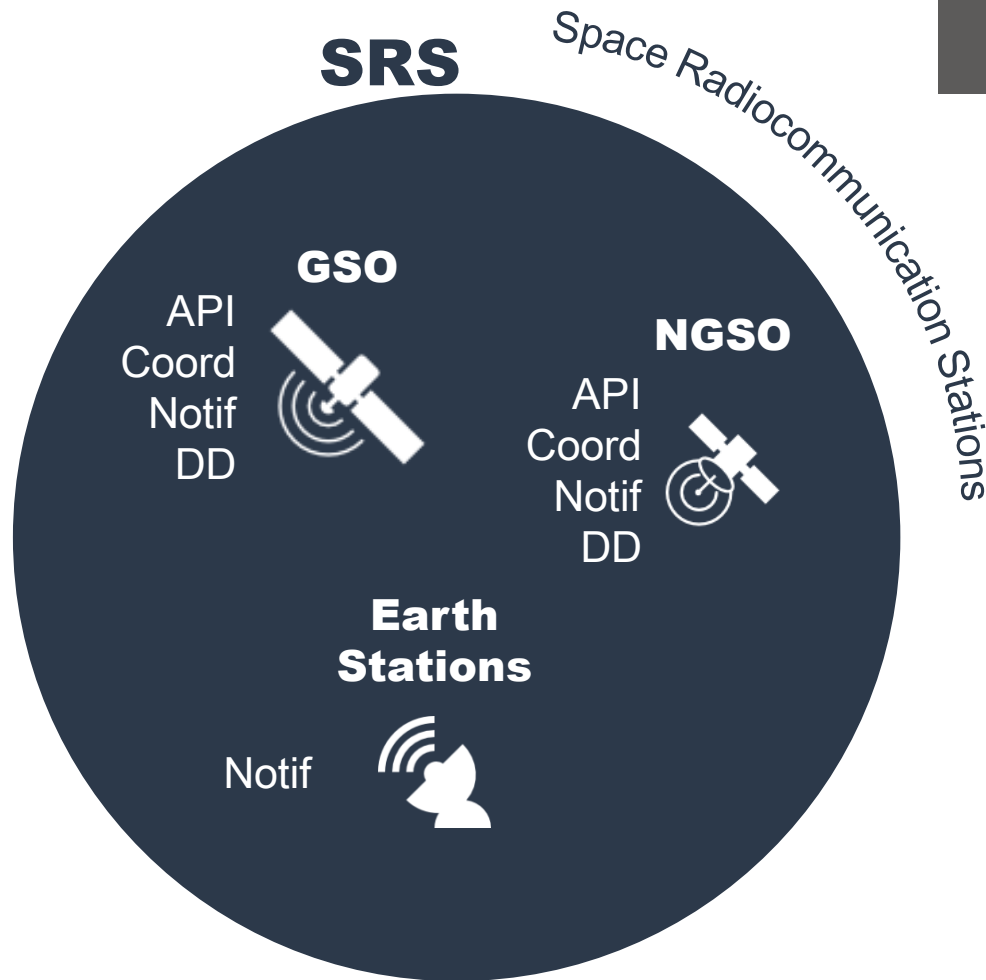 SRS
Space Radiocommunication Stations
GSO
API
Coord
Notif
DD
NGSO
API
Coord
Notif
DD
Earth
Stations
Notif